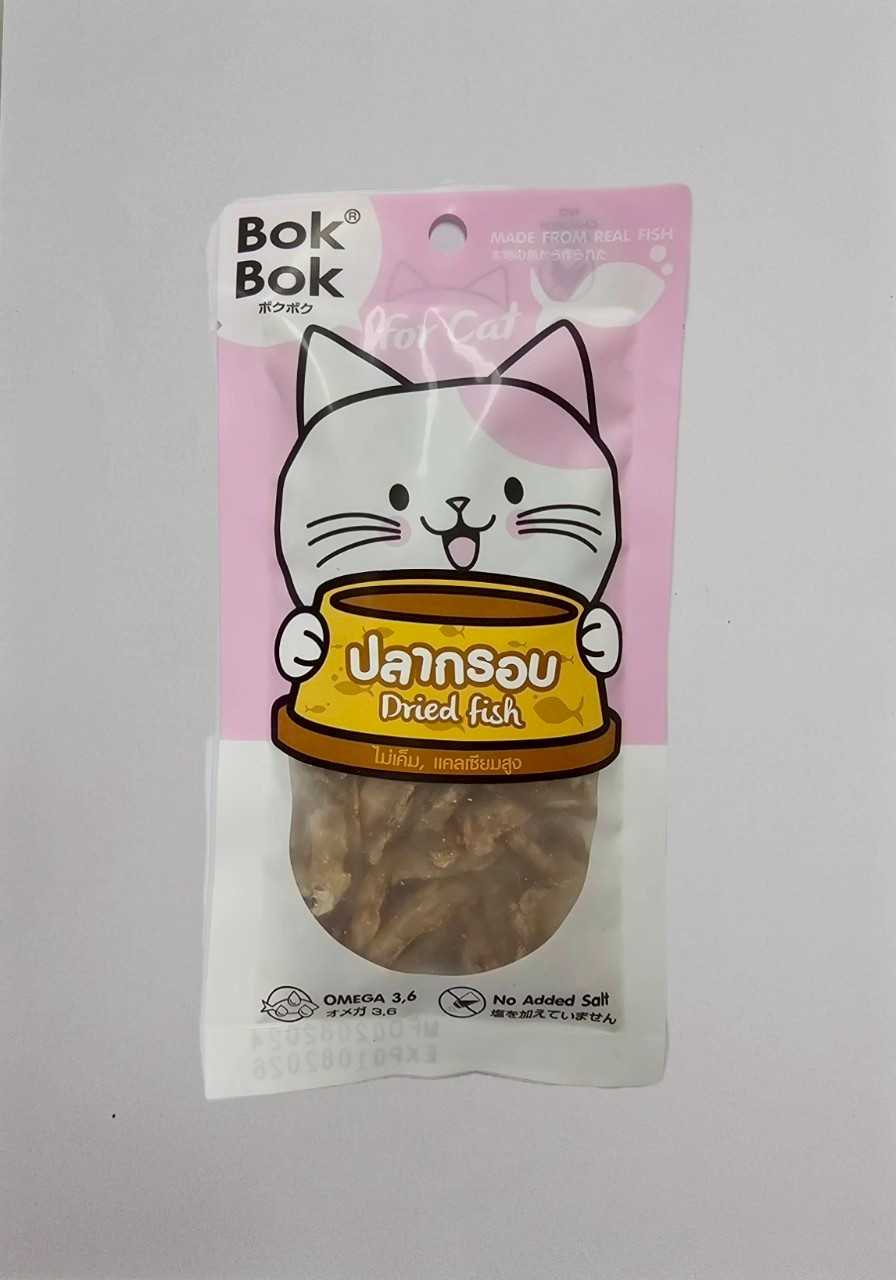 Bok®
Bok
ボクボク
MADE FROM REAL FISH
本物の魚から作られた
for Cat
ปลากรอบ
Dried fish
ไม่เค็ม, แคลเซียมสูง
OMEGA 3,6
オメガ 3,6
No Added Salt
塩を加えていません
MFD02082024
EXP01082026